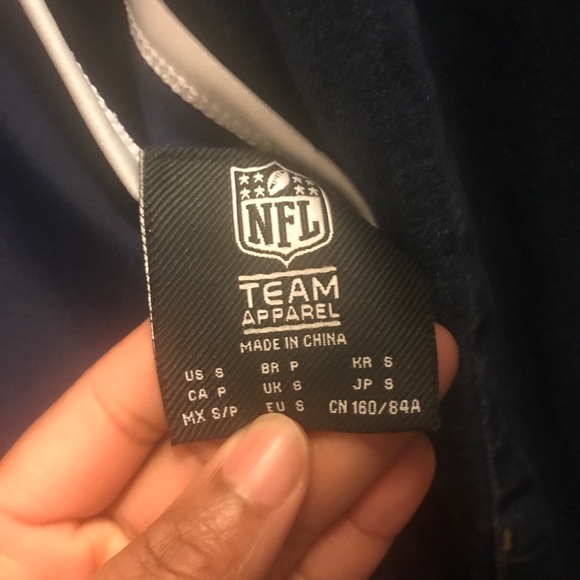 NFL
TEAM
APPAREL
MADE IN CHINA
US S BR P KR S
CA P UK S JP S
MX S/P EU S CN 160/84A